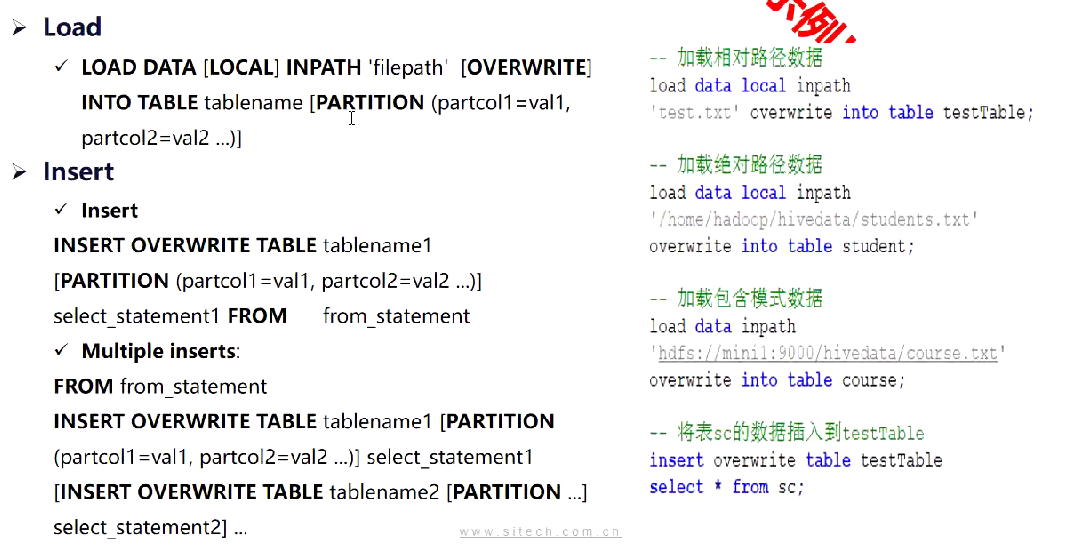 Load
LOAD DATA [LOCAL] INPATH 'filepath' [OVERWRITE]
INTO TABLE tablename [PARTITION (partcol1=val1,
partcol2=val2 ...)]
Insert
Insert
INSERT OVERWRITE TABLE tablename1
[PARTITION (partcol1=val1, partcol2=val2 ...)]
select_statement1 FROM from_statement
Multiple inserts:
FROM from_statement
INSERT OVERWRITE TABLE tablename1 [PARTITION
(partcol1=val1, partcol2=val2 ...)] select_statement1
[INSERT OVERWRITE TABLE tablename2 [PARTITION ...]
select_statement2] ...
示例
-- 加载相对路径数据
load data local inpath
'test.txt' overwrite into table testTable;
-- 加载绝对路径数据
load data local inpath
'/home/hadoop/hivedata/students.txt'
overwrite into table student;
-- 加载包含模式数据
load data inpath
'hdfs://mini1:9000/hivedata/course.txt'
overwrite into table course;
-- 将表sc的数据插入到testTable
insert overwrite table testTable
select * from sc;
www.sitech.com.cn